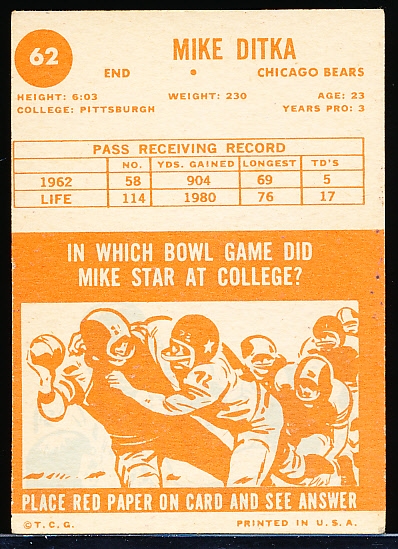 62
MIKE DITKA
END • CHICAGO BEARS
HEIGHT: 6:03 WEIGHT: 230 AGE: 23
COLLEGE: PITTSBURGH YEARS PRO: 3
PASS RECEIVING RECORD
NO. YDS. GAINED LONGEST TD'S
1962 58 904 69 5
LIFE 114 1980 76 17
IN WHICH BOWL GAME DID
MIKE STAR AT COLLEGE?
72
PLACE RED PAPER ON CARD AND SEE ANSWER
©T.C.G. PRINTED IN U.S.A.